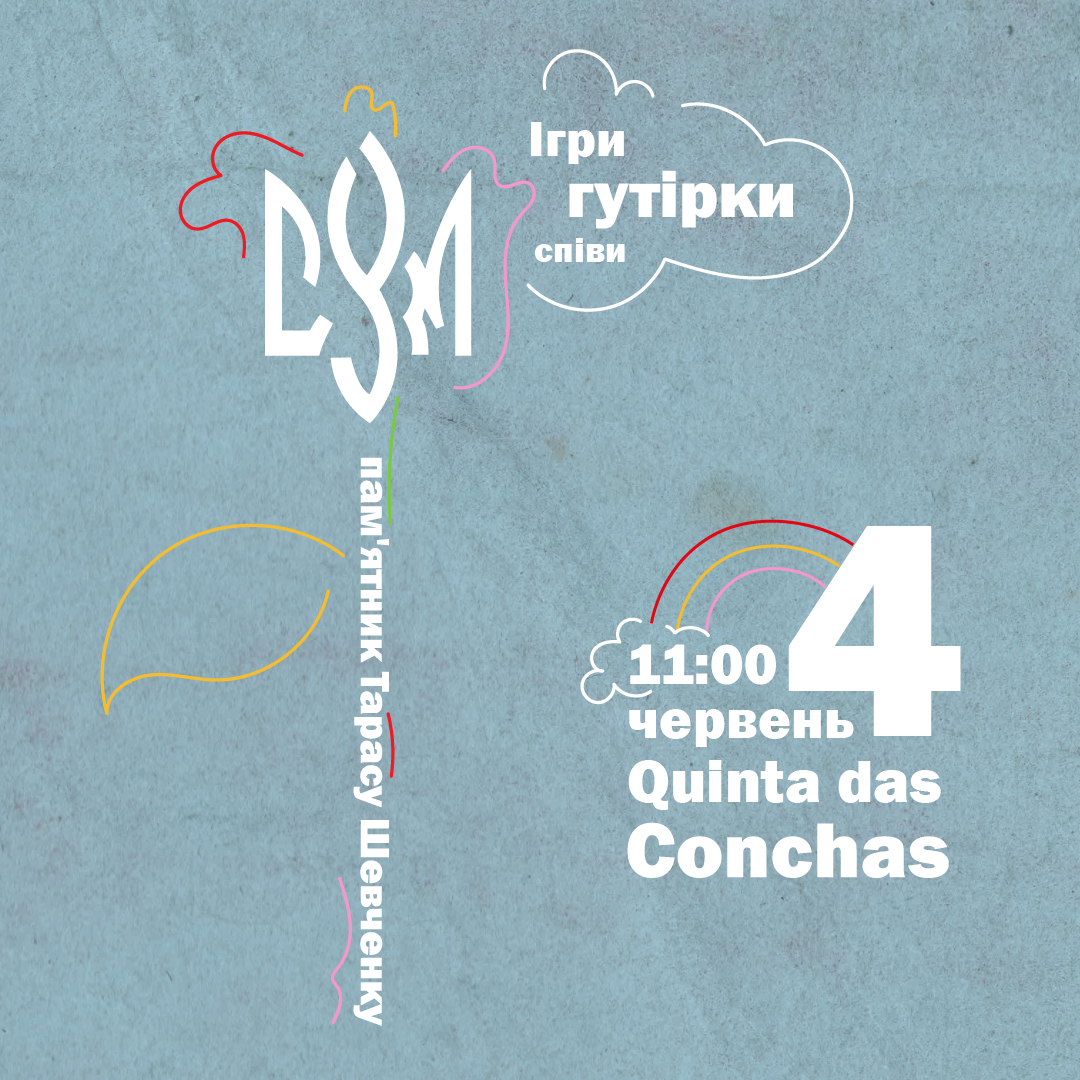 СУМ
Ігри
гутірки
співи
пам'ятник Тарасу Шевченку
4
11:00
червень
Quinta das
Conchas